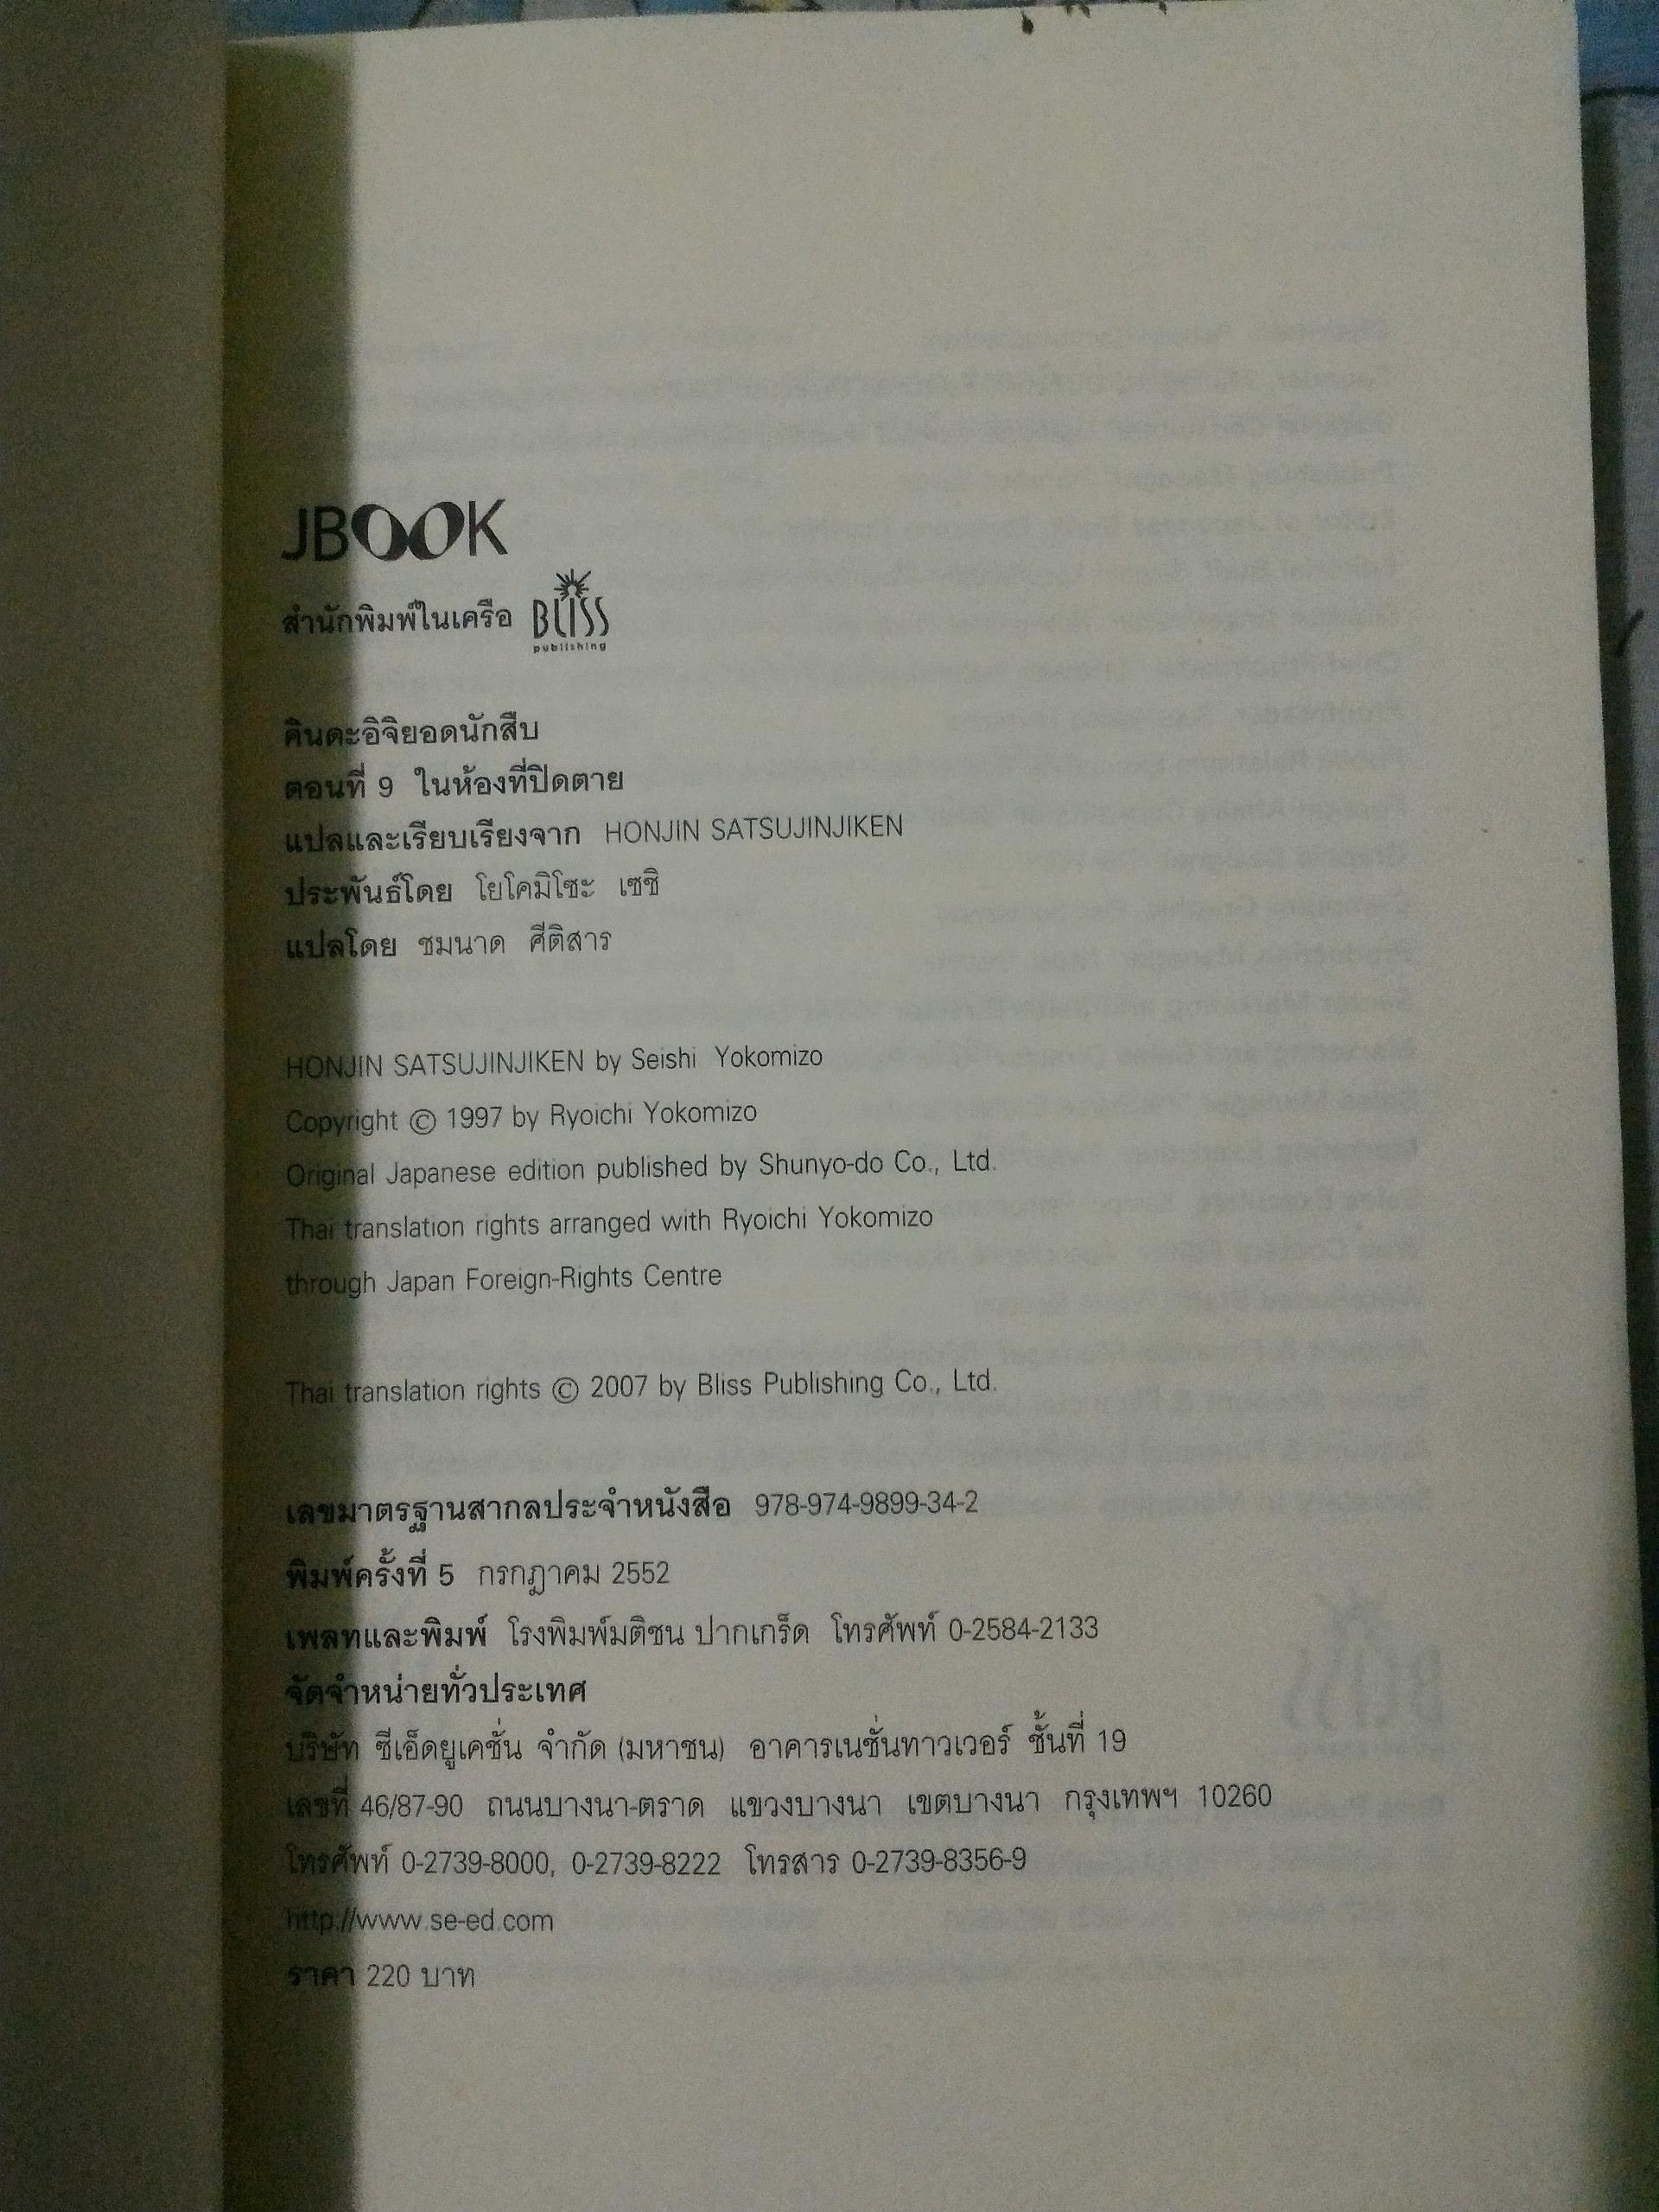 JBOOK
สำนักพิมพ์ในเครือ BLISS publishing
คินดะอิจิยอดนักสืบ
ตอนที่ 9 ในห้องที่ปิดตาย
แปลและเรียบเรียงจาก HONJIN SATSUJINJIKEN
ประพันธ์โดย โยโคมิโซะ เซชิ
แปลโดย ชมนาด ศีติสาร
HONJIN SATSUJINJIKEN by Seishi Yokomizo
Copyright © 1997 by Ryoichi Yokomizo
Original Japanese edition published by Shunyo-do Co., Ltd.
Thai translation rights arranged with Ryoichi Yokomizo
through Japan Foreign-Rights Centre
Thai translation rights © 2007 by Bliss Publishing Co., Ltd.
เลขมาตรฐานสากลประจำหนังสือ 978-974-9899-34-2
พิมพ์ครั้งที่ 5 กรกฎาคม 2552
เพลทและพิมพ์ โรงพิมพ์มติชน ปากเกร็ด โทรศัพท์ 0-2584-2133
จัดจำหน่ายทั่วประเทศ
บริษัท ซีเอ็ดยูเคชั่น จำกัด (มหาชน) อาคารเนชั่นทาวเวอร์ ชั้นที่ 19
เลขที่ 46/87-90 ถนนบางนา-ตราด แขวงบางนา เขตบางนา กรุงเทพฯ 10260
โทรศัพท์ 0-2739-8000, 0-2739-8222 โทรสาร 0-2739-8356-9
http://www.se-ed.com
ราคา 220 บาท